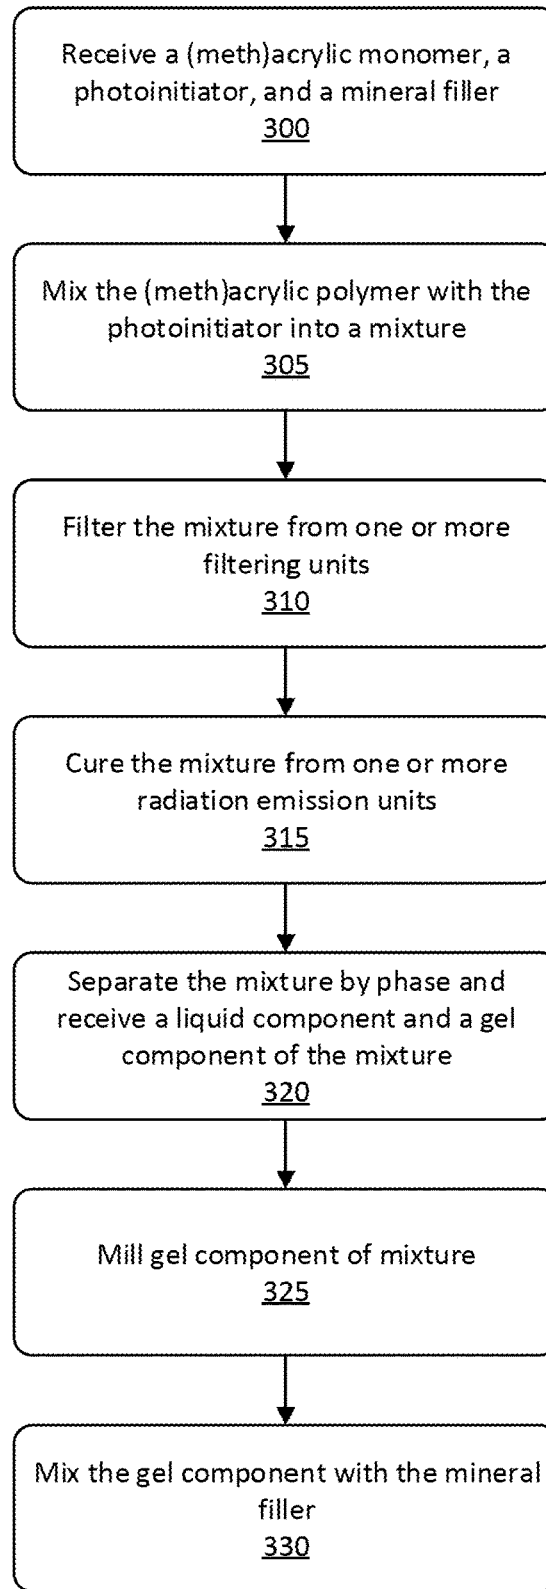 Receive a (meth)acrylic monomer, a
photoinitiator, and a mineral filler
300
Mix the (meth)acrylic polymer with the
photoinitiator into a mixture
305
Filter the mixture from one or more
filtering units
310
Cure the mixture from one or more
radiation emission units
315
Separate the mixture by phase and
receive a liquid component and a gel
component of the mixture
320
Mill gel component of mixture
325
Mix the gel component with the mineral
filler
330